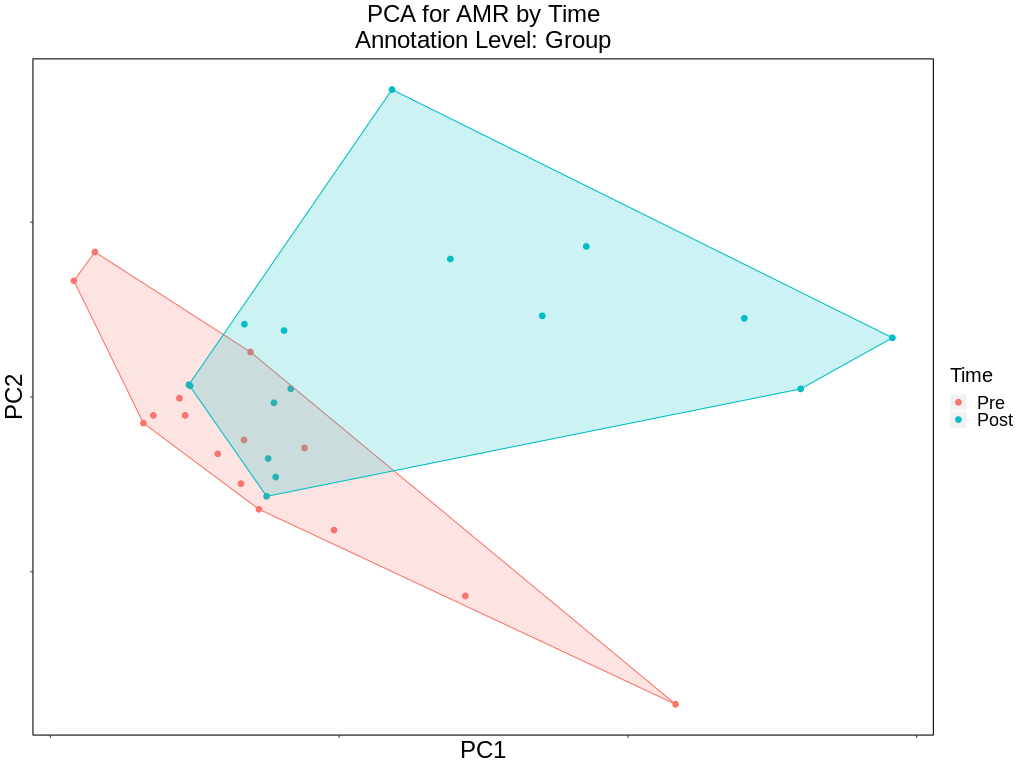 PCA for AMR by Time
Annotation Level: Group
PC2
Time
Pre
Post
PC1